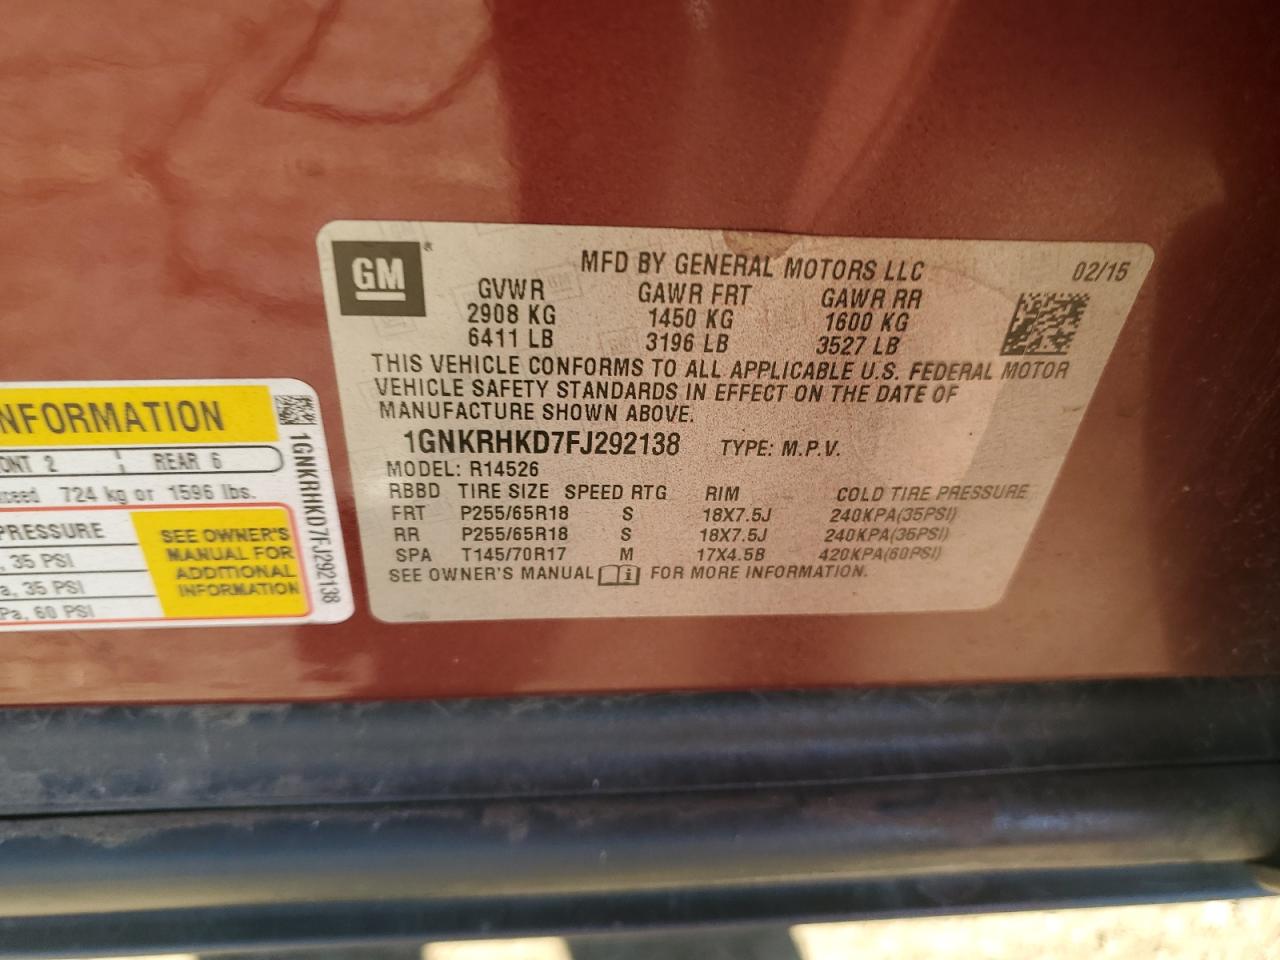 GM®
MFD BY GENERAL MOTORS LLC 02/15
GVWR GAWR FRT GAWR RR
2908 KG 1450 KG 1600 KG
6411 LB 3196 LB 3527 LB
THIS VEHICLE CONFORMS TO ALL APPLICABLE U.S. FEDERAL MOTOR
VEHICLE SAFETY STANDARDS IN EFFECT ON THE DATE OF
MANUFACTURE SHOWN ABOVE.
1GNKRHKD7FJ292138 TYPE: M.P.V.
MODEL: R14526
RBBD TIRE SIZE SPEED RTG RIM COLD TIRE PRESSURE
FRT P255/65R18 S 18X7.5J 240KPA(35PSI)
RR P255/65R18 S 18X7.5J 240KPA(35PSI)
SPA T145/70R17 M 17X4.5B 420KPA(60PSI)
SEE OWNER'S MANUAL FOR MORE INFORMATION.
NFORMATION
ONT 2 REAR 6
xceed 724 kg or 1596 lbs.
PRESSURE
, 35 PSI
a, 35 PSI
Pa, 60 PSI
SEE OWNER'S
MANUAL FOR
ADDITIONAL
INFORMATION
1GNKRHKD7FJ292138